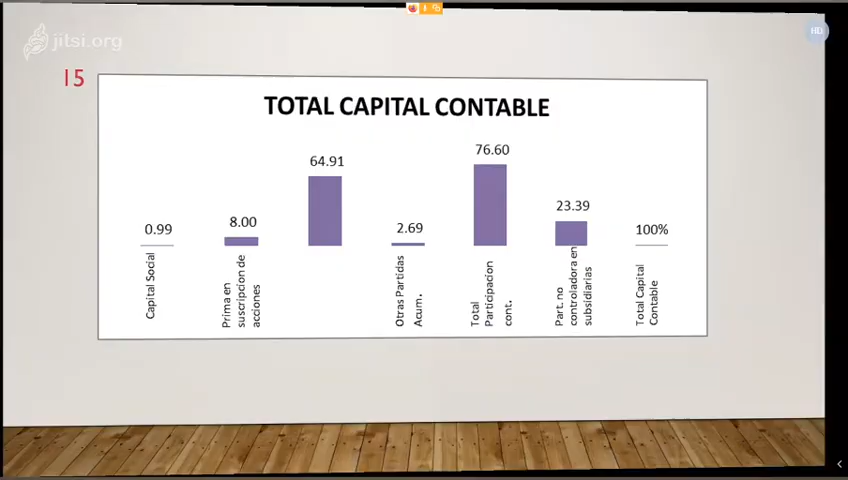 jitsi.org
HD
15
TOTAL CAPITAL CONTABLE
0.99
8.00
64.91
2.69
76.60
23.39
100%
Capital Social
Prima en
suscripcion de
acciones
Otras Partidas
Acum.
Total
Participacion
cont.
Part. no
controladora en
subsidiarias
Total Capital
Contable